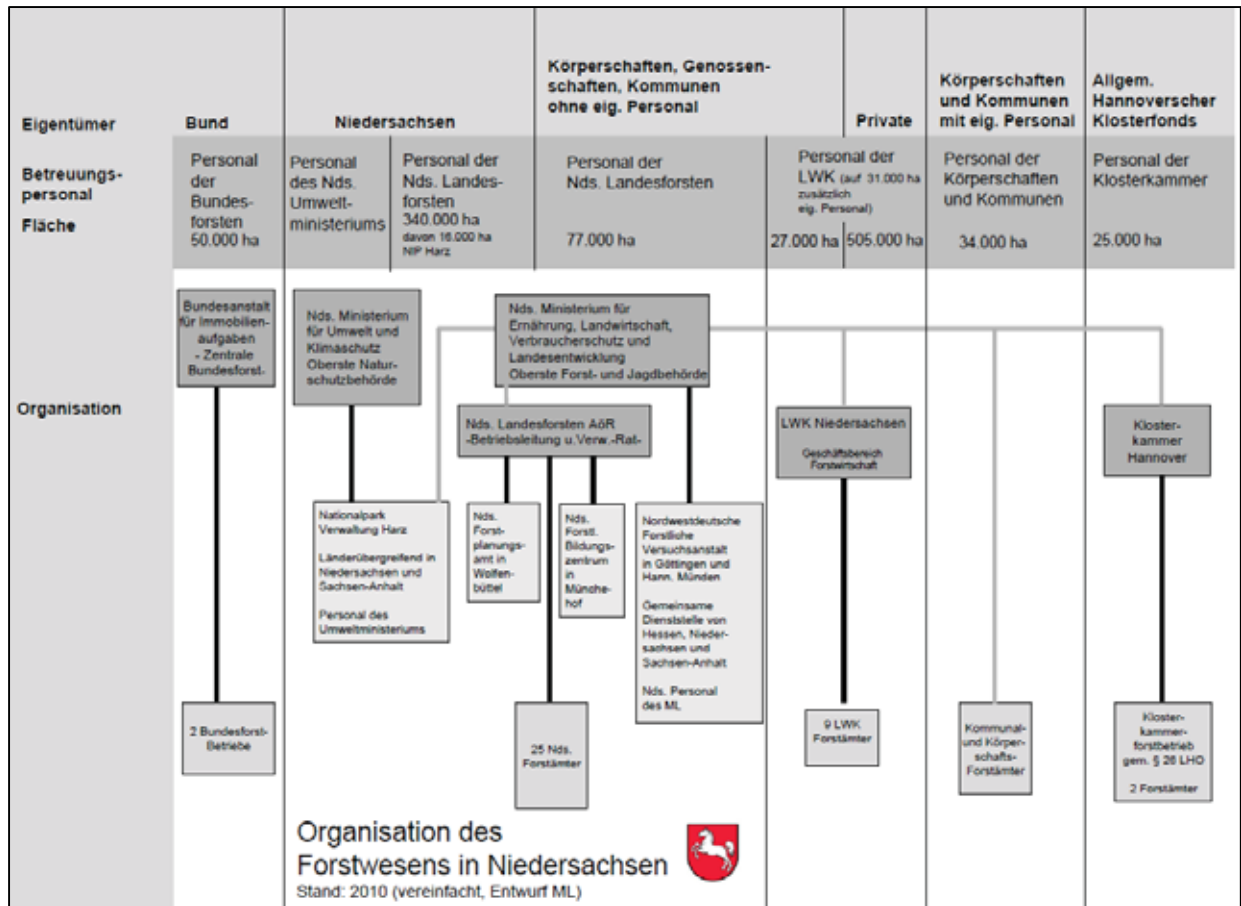 Eigentümer
Bund
Niedersachsen
Körperschaften, Genossen-
schaften, Kommunen
ohne eig. Personal
Private
Körperschaften
und Kommunen
mit eig. Personal
Allgem.
Hannoverscher
Klosterfonds
Betreuungs-
personal
Fläche
Personal
der
Bundes-
forsten
50.000 ha
Personal
des Nds.
Umwelt-
ministeriums
Personal der
Nds. Landes-
forsten
340.000 ha
davon 16.000 ha
NP Harz
Personal der
Nds. Landesforsten
77.000 ha
Personal der
LWK (auf 31.000 ha
zusätzlich
eig. Personal)
27.000 ha
505.000 ha
Personal der
Körperschaften
und Kommunen
34.000 ha
Personal der
Klosterkammer
25.000 ha
Organisation
Bundesanstalt
für Immobilien-
aufgaben
- Zentrale
Bundesforst-
Nds. Ministerium
für Umwelt und
Klimaschutz
Oberste Natur-
schutzbehörde
Nds. Ministerium für
Ernährung, Landwirtschaft,
Verbraucherschutz und
Landesentwicklung
Oberste Forst- und Jagdbehörde
Nds. Landesforsten AöR
-Betriebsleitung u.Verw.-Rat-
LWK Niedersachsen
Geschäftsbereich
Forstwirtschaft
Kloster-
kammer
Hannover
Nationalpark
Verwaltung Harz
Länderübergreifend in
Niedersachsen und
Sachsen-Anhalt
Personal des
Umweltministeriums
Nds.
Forst-
planungs-
amt in
Wolfen-
büttel
Nds.
Forstl.
Bildungs-
zentrum
in
Münche-
hof
Nordwestdeutsche
Forstliche
Versuchsanstalt
in Göttingen und
Hann. Münden
Gemeinsame
Dienststelle von
Hessen, Nieder-
sachsen und
Sachsen-Anhalt
Nds. Personal
des ML
2 Bundesforst-
Betriebe
25 Nds.
Forstämter
9 LWK
Forstämter
Kommunal-
und Körper-
schafts-
Forstämter
Kloster-
kammer-
forstbetrieb
gem. § 26 LHO
2 Forstämter
Organisation des
Forstwesens in Niedersachsen
Stand: 2010 (vereinfacht, Entwurf ML)